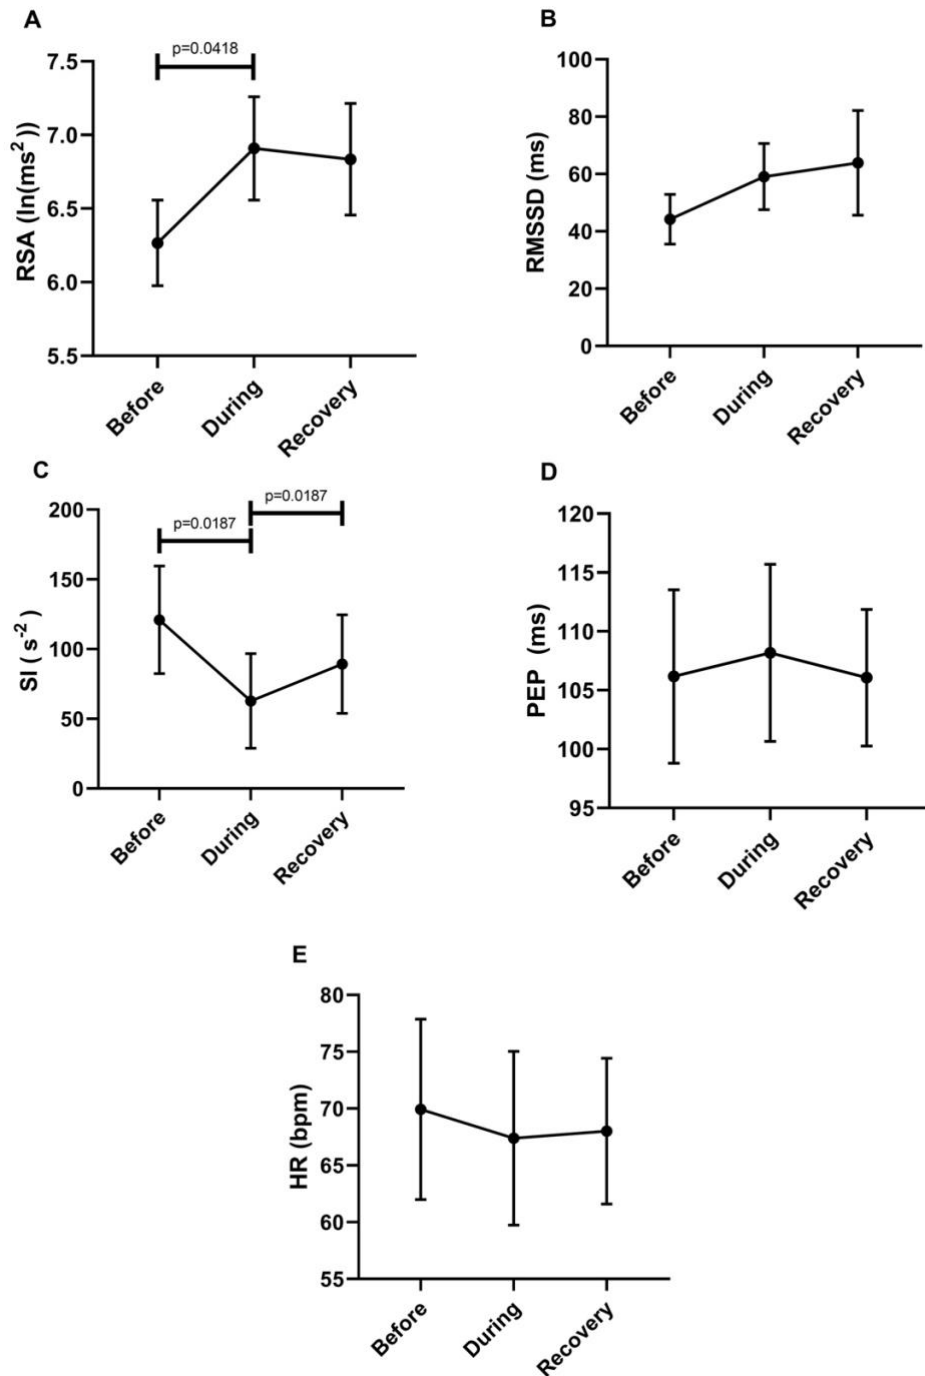 A
p=0.0418
RSA (ln(ms²))
7.5
7.0
6.5
6.0
5.5
Before
During
Recovery
B
RMSSD (ms)
100
80
60
40
20
0
Before
During
Recovery
C
p=0.0187
p=0.0187
SI ( s⁻² )
200
150
100
50
0
Before
During
Recovery
D
PEP (ms)
120
115
110
105
100
95
Before
During
Recovery
E
HR (bpm)
80
75
70
65
60
55
Before
During
Recovery